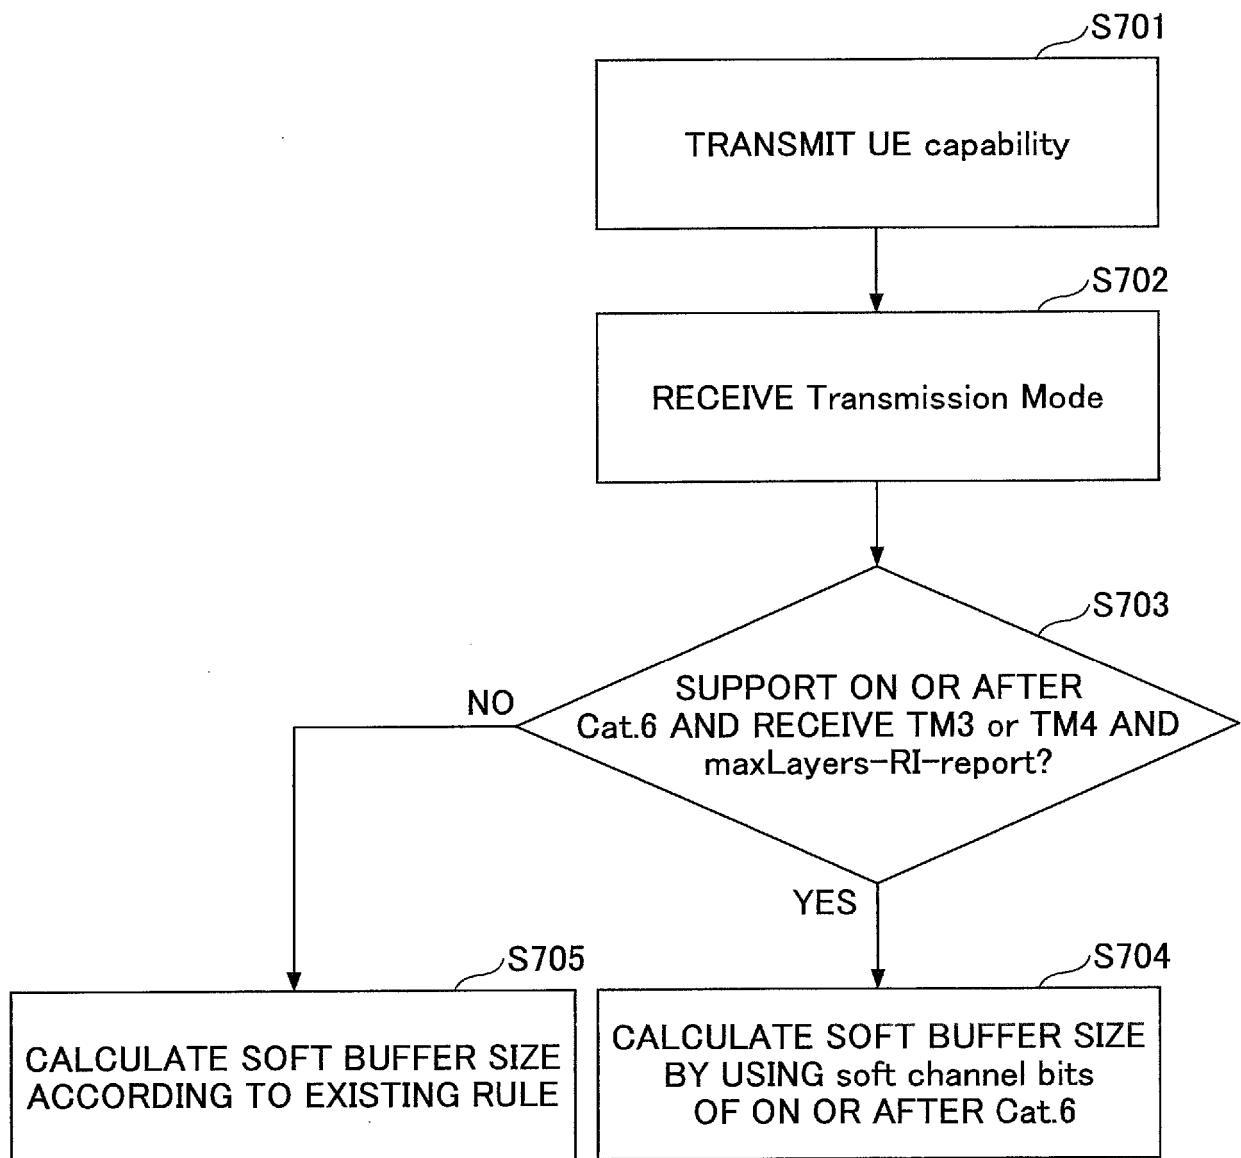 S701
TRANSMIT UE capability
S702
RECEIVE Transmission Mode
S703
SUPPORT ON OR AFTER
Cat.6 AND RECEIVE TM3 or TM4 AND
maxLayers-RI-report?
NO
YES
S705
CALCULATE SOFT BUFFER SIZE
ACCORDING TO EXISTING RULE
S704
CALCULATE SOFT BUFFER SIZE
BY USING soft channel bits
OF ON OR AFTER Cat.6